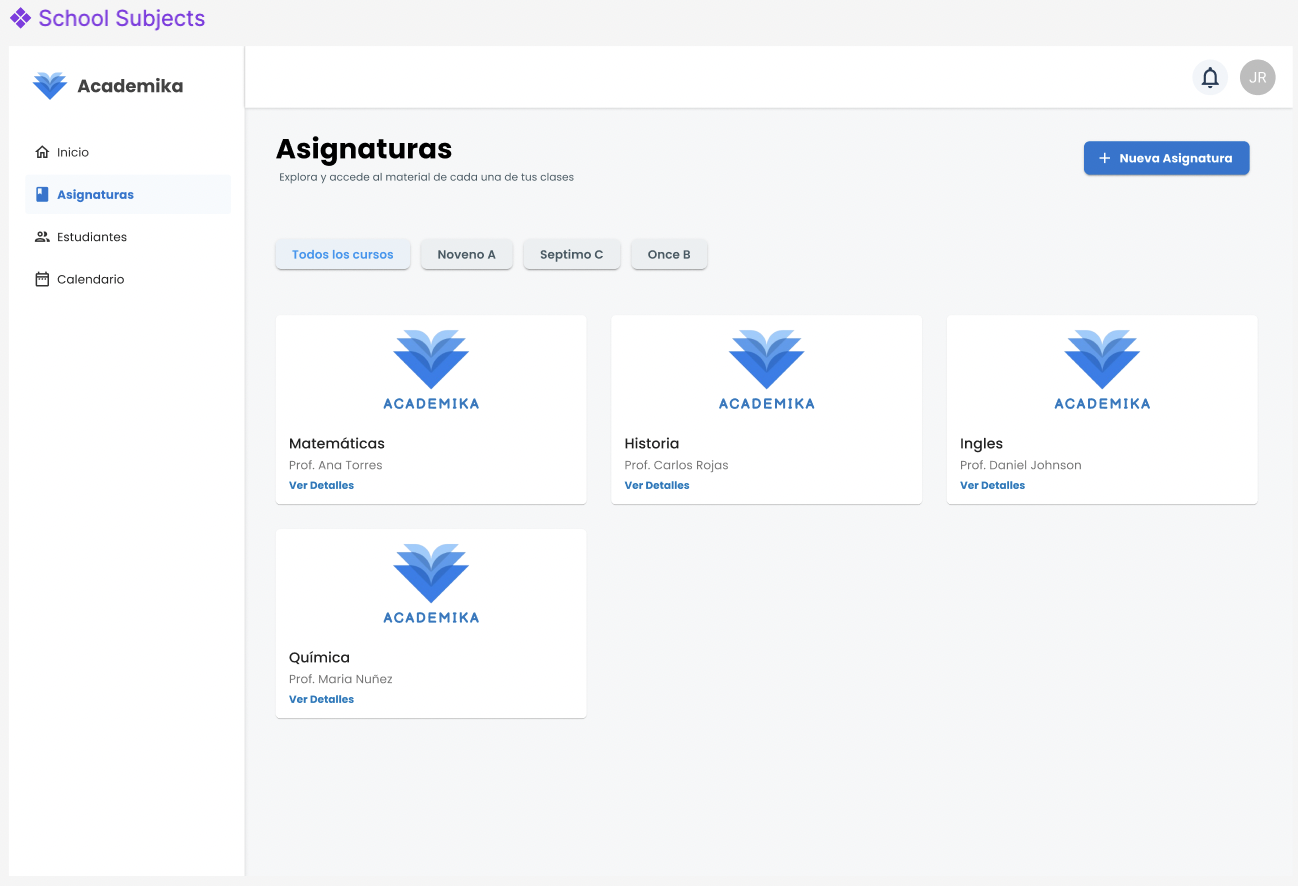 School Subjects
Academika
JR
Inicio
Asignaturas
Estudiantes
Calendario
Asignaturas
Explora y accede al material de cada una de tus clases
Nueva Asignatura
Todos los cursos
Noveno A
Septimo C
Once B
ACADEMIKA
Matemáticas
Prof. Ana Torres
Ver Detalles
ACADEMIKA
Historia
Prof. Carlos Rojas
Ver Detalles
ACADEMIKA
Ingles
Prof. Daniel Johnson
Ver Detalles
ACADEMIKA
Química
Prof. Maria Nuñez
Ver Detalles